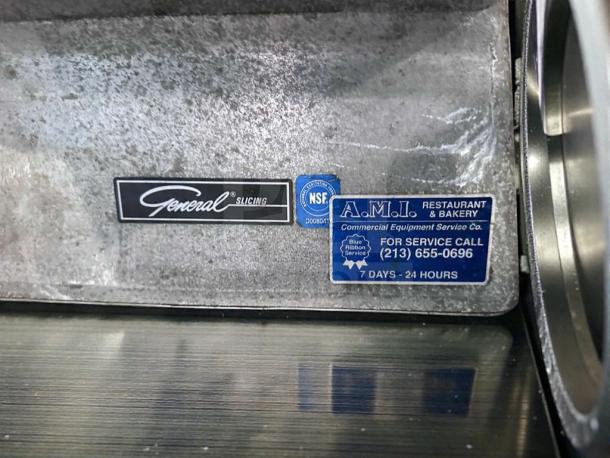 General® SLICING
NSF
A.M.I. RESTAURANT
& BAKERY
Commercial Equipment Service Co.
Blue
Ribbon
Service
FOR SERVICE CALL
(213) 655-0696
7 DAYS - 24 HOURS